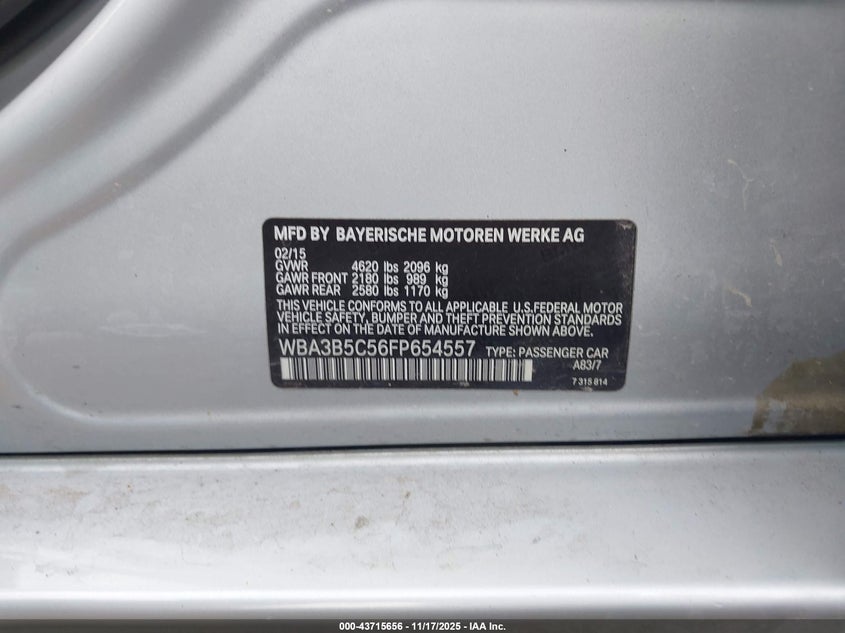 MFD BY BAYERISCHE MOTOREN WERKE AG
02/15
GVWR 4620 lbs 2096 kg
GAWR FRONT 2180 lbs 989 kg
GAWR REAR 2580 lbs 1170 kg
THIS VEHICLE CONFORMS TO ALL APPLICABLE U.S.FEDERAL MOTOR
VEHICLE SAFETY, BUMPER AND THEFT PREVENTION STANDARDS
IN EFFECT ON THE DATE OF MANUFACTURE SHOWN ABOVE.
WBA3B5C56FP654557 TYPE: PASSENGER CAR
A83/7
7 315 814
000-43715656 - 11/17/2025 - IAA Inc.